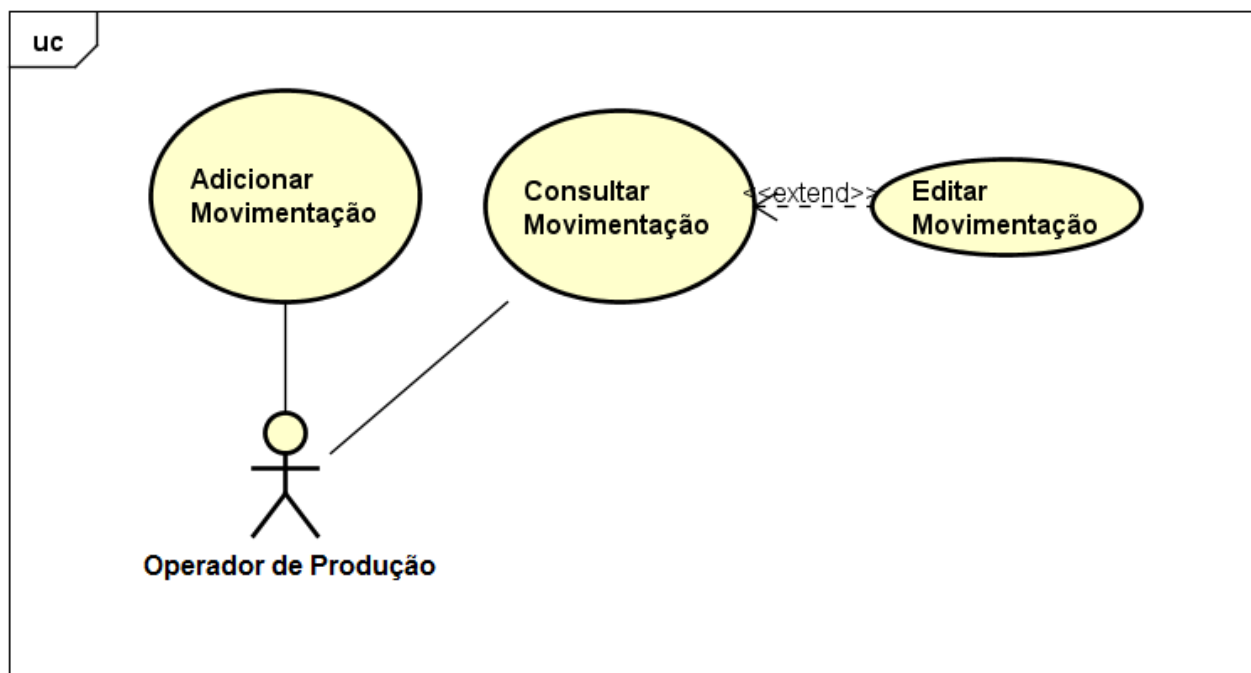 uc
Adicionar
Movimentação
Consultar
Movimentação
<<extend>>
Editar
Movimentação
Operador de Produção